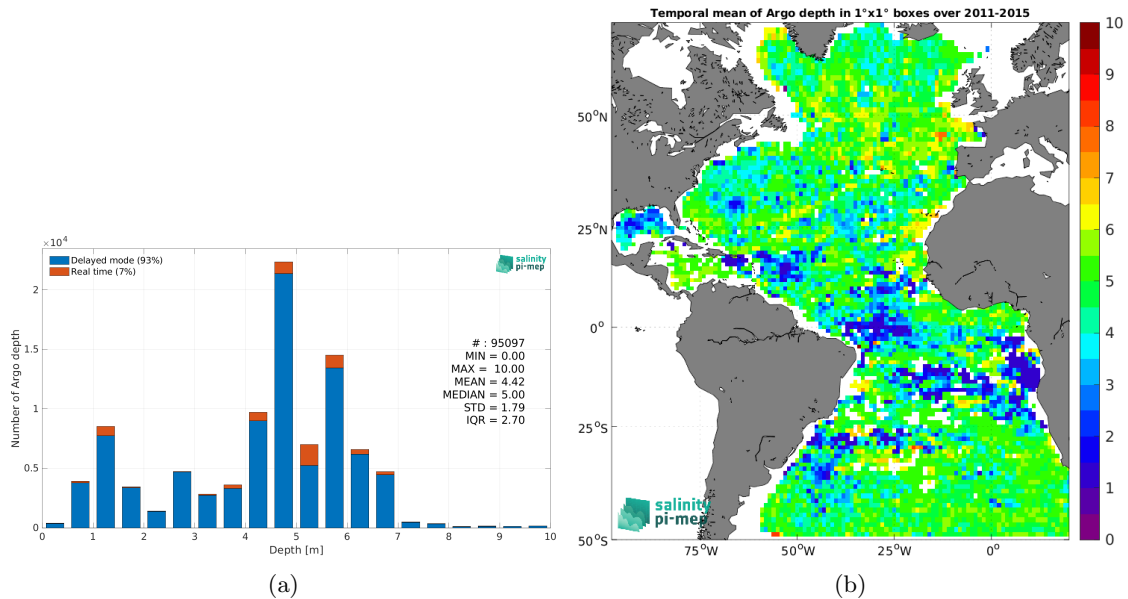 ×10⁴
Delayed mode (93%)
Real time (7%)
salinity
pi-mep
# : 95097
MIN = 0.00
MAX = 10.00
MEAN = 4.42
MEDIAN = 5.00
STD = 1.79
IQR = 2.70
Number of Argo depth
2
1.5
1
0.5
0
0 1 2 3 4 5 6 7 8 9 10
Depth [m]
(a)
Temporal mean of Argo depth in 1°x1° boxes over 2011-2015
50°N
25°N
0°
25°S
50°S
75°W 50°W 25°W 0°
salinity
pi-mep
10
9
8
7
6
5
4
3
2
1
0
(b)